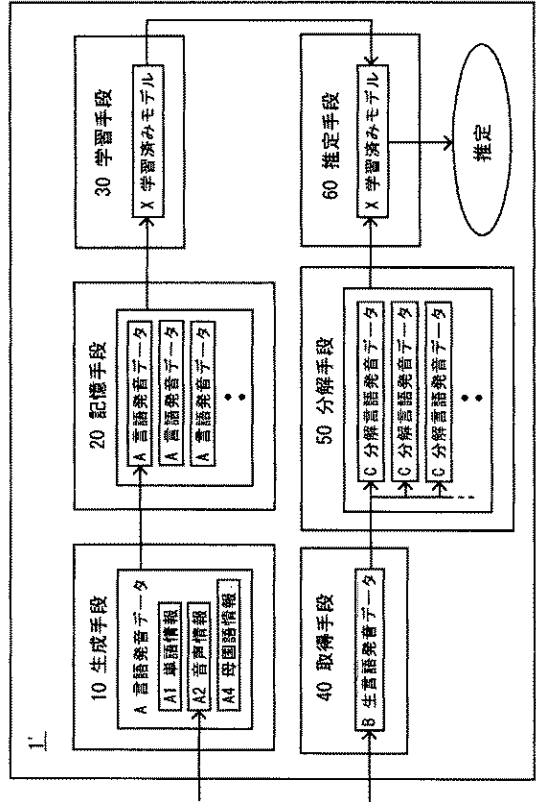 1'
10 生成手段
A 言語発音データ
A1 単語情報
A2 音声情報
A4 母国語情報
20 記憶手段
A 言語発音データ
A 言語発音データ
A 言語発音データ
30 学習手段
X 学習済みモデル
40 取得手段
B 生言語発音データ
50 分解手段
C 分解言語発音データ
C 分解言語発音データ
C 分解言語発音データ
60 推定手段
X 学習済みモデル
推定